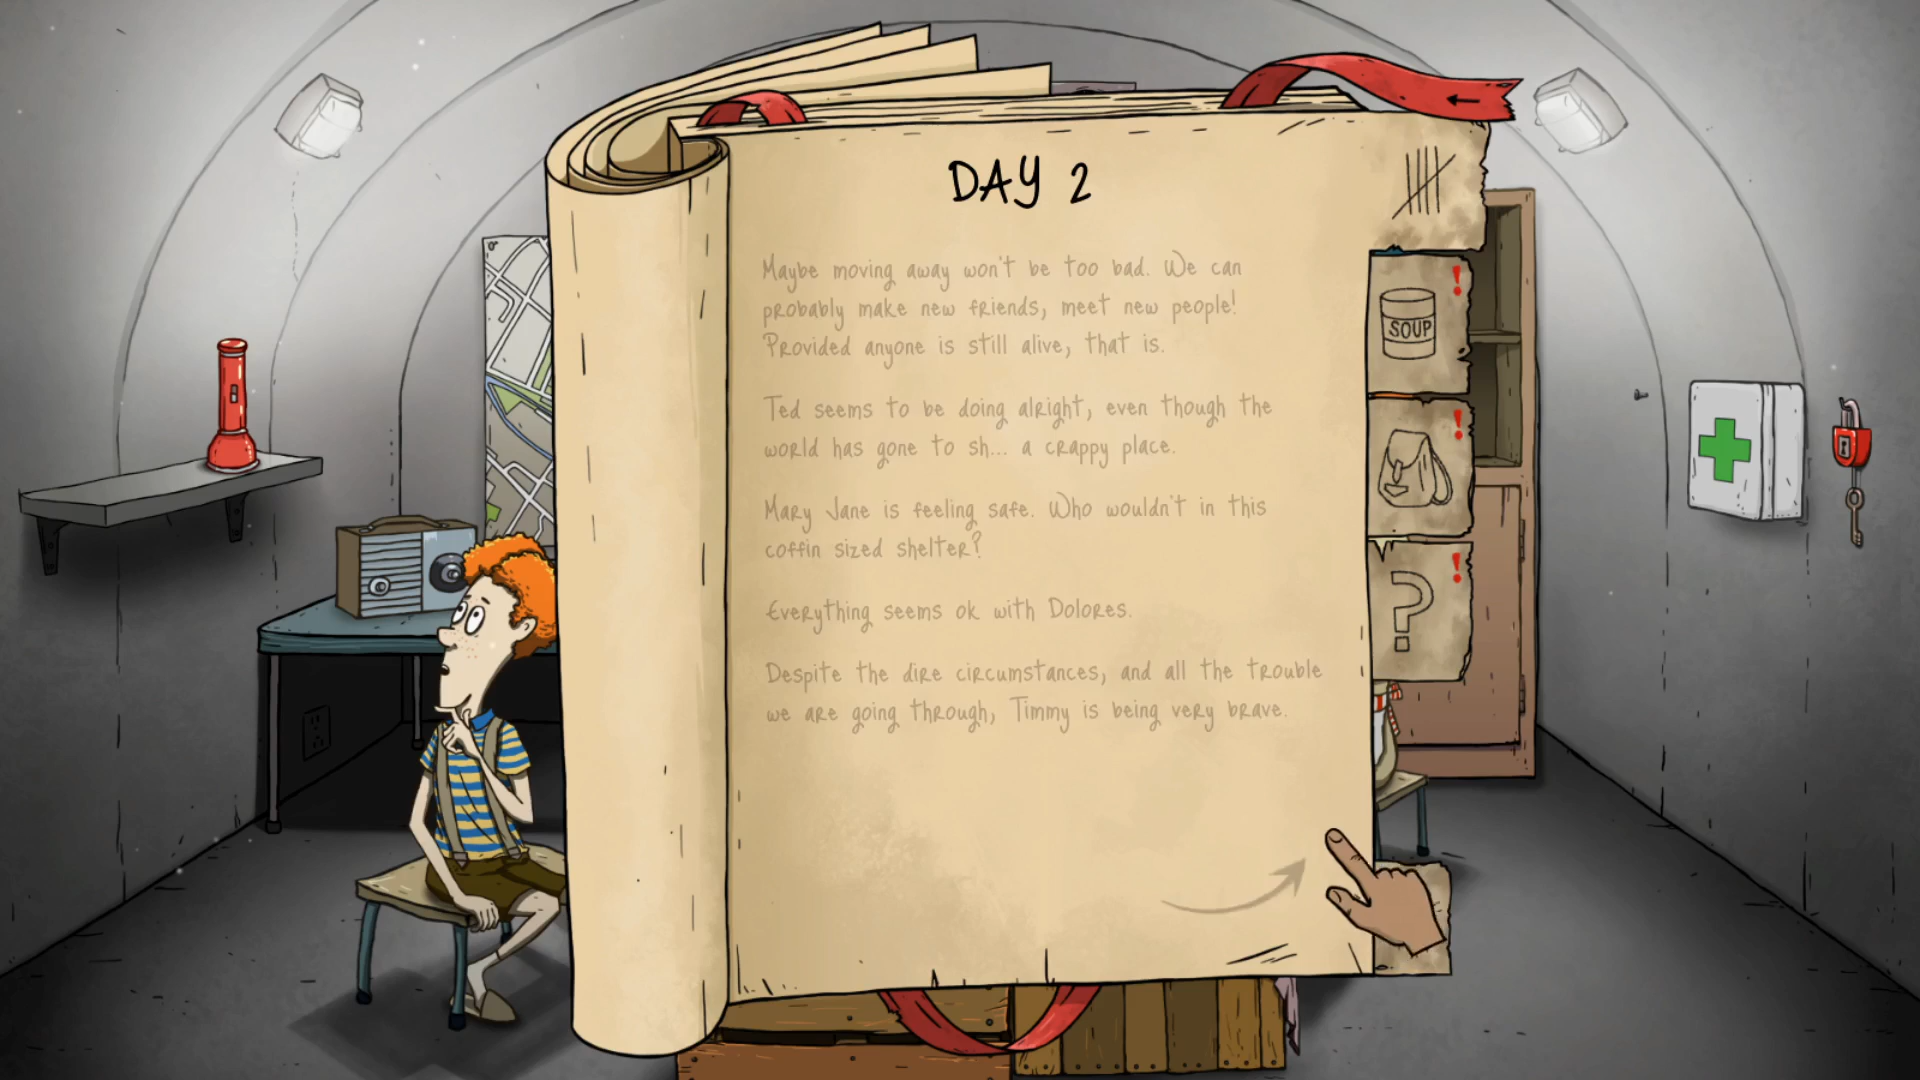 DAY 2
Maybe moving away won't be too bad. We can
probably make new friends, meet new people!
Provided anyone is still alive, that is.
Ted seems to be doing alright, even though the
world has gone to sh... a crappy place.
Mary Jane is feeling safe. Who wouldn't in this
coffin sized shelter?
Everything seems ok with Dolores.
Despite the dire circumstances, and all the trouble
we are going through, Timmy is being very brave.
!
SOUP
!
!
?